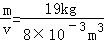 m/v = 19kg / 8×10⁻³m³